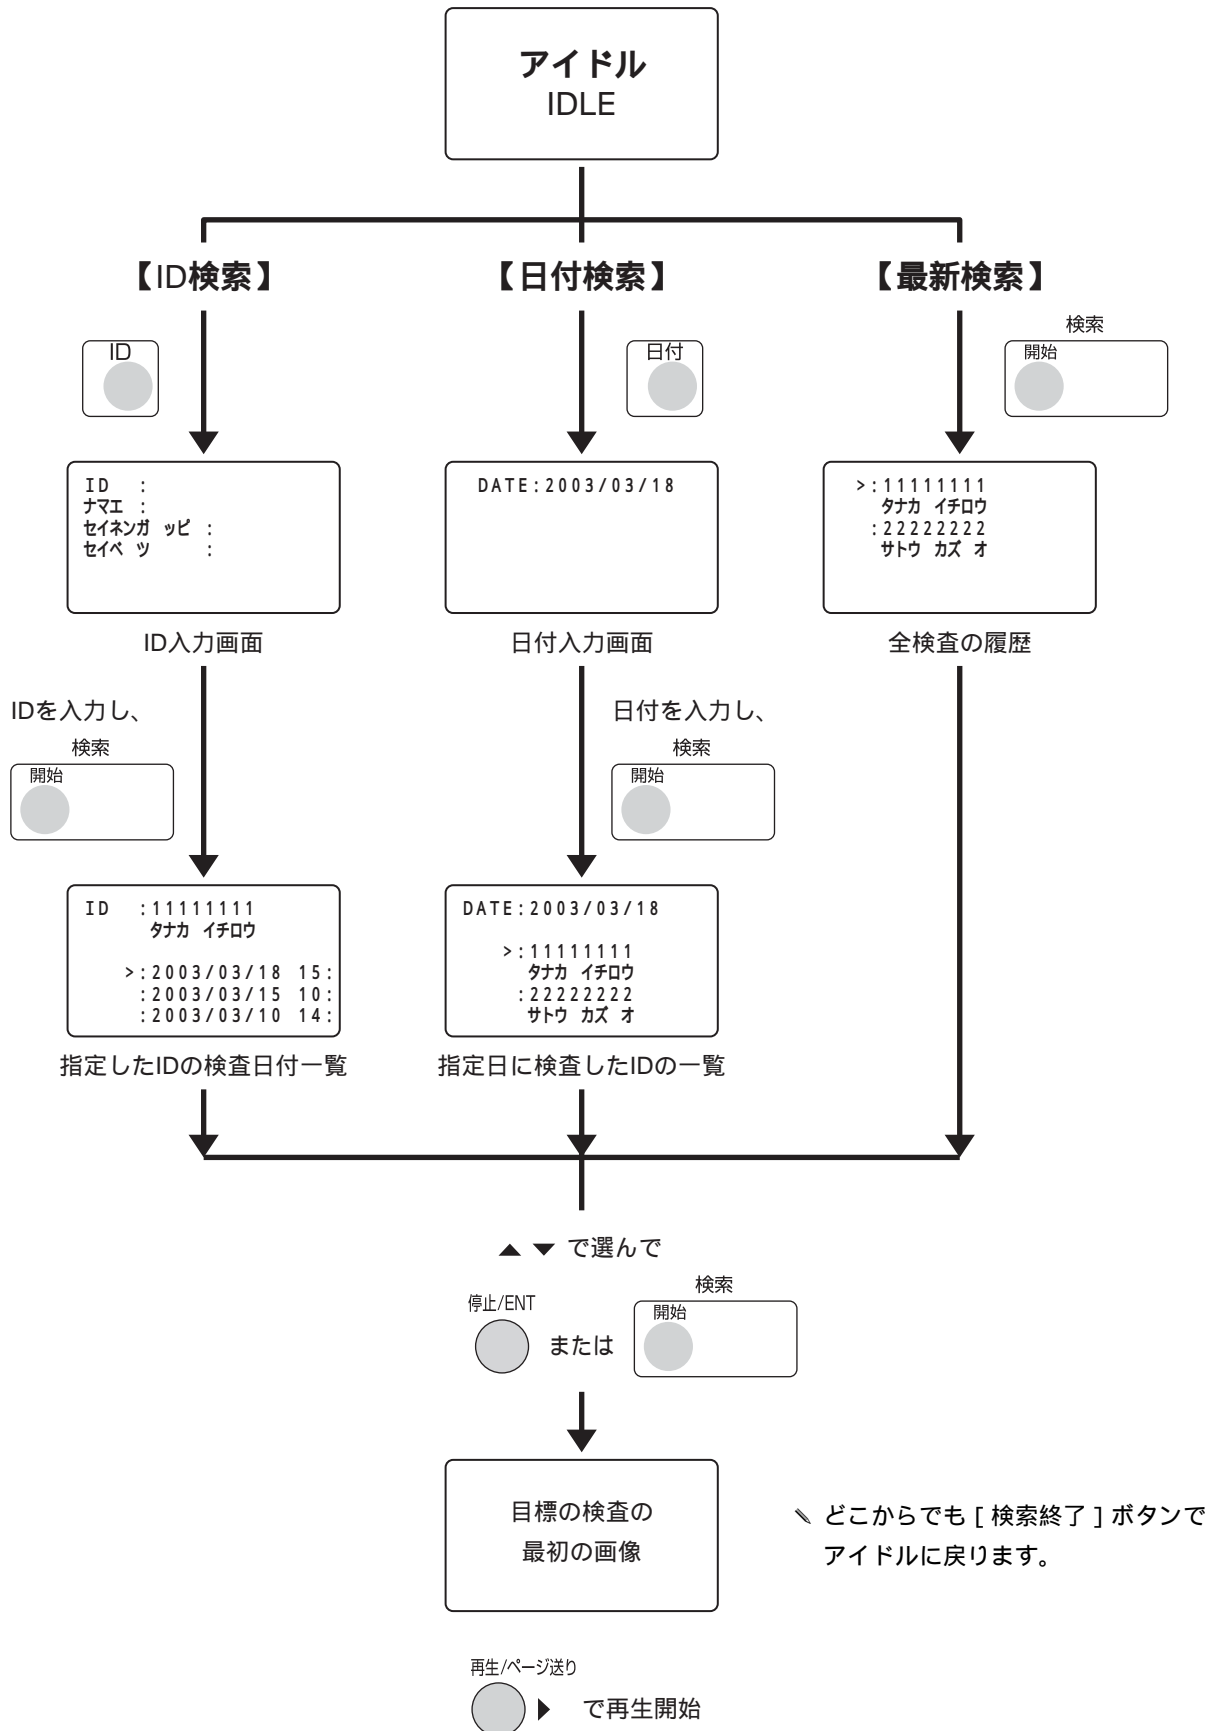 アイドル
IDLE
【ID検索】
【日付検索】
【最新検索】
ID
日付
検索
開始
ID :
ナマエ :
セイネンガ ッピ :
セイベ ツ :
DATE:2003/03/18
>:11111111
タナカ イチロウ
:22222222
サトウ カズ オ
ID入力画面
日付入力画面
全検査の履歴
IDを入力し、
検索
開始
日付を入力し、
検索
開始
ID :11111111
タナカ イチロウ
>:2003/03/18 15:
:2003/03/15 10:
:2003/03/10 14:
DATE:2003/03/18
>:11111111
タナカ イチロウ
:22222222
サトウ カズ オ
指定したIDの検査日付一覧
指定日に検査したIDの一覧
▲ ▼ で選んで
停止/ENT
または
検索
開始
目標の検査の
最初の画像
✎ どこからでも [ 検索終了 ] ボタンで
アイドルに戻ります。
再生/ページ送り
▶ で再生開始